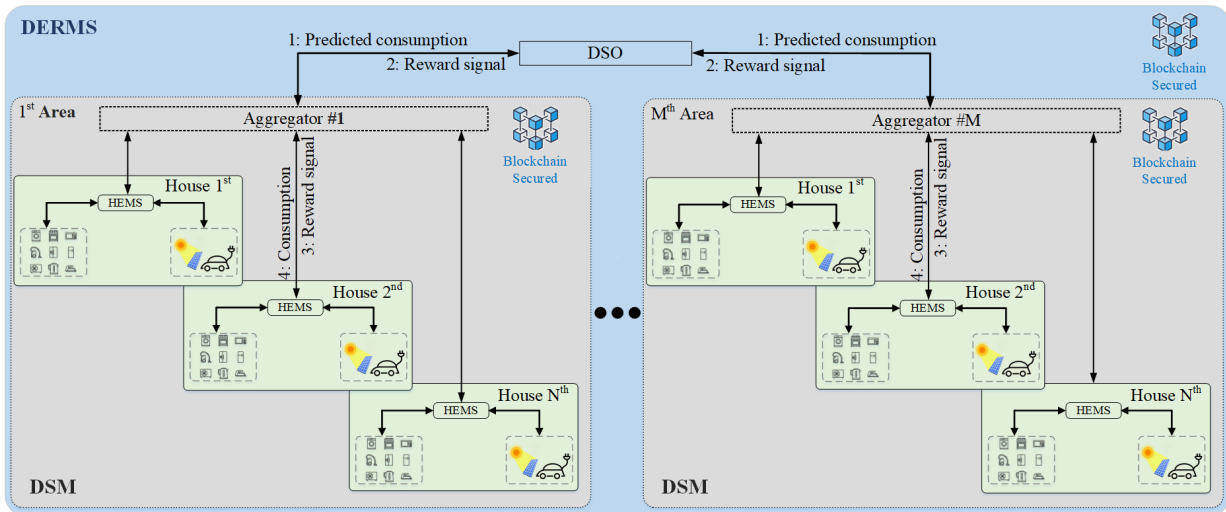 DERMS
1: Predicted consumption
2: Reward signal
DSO
1: Predicted consumption
2: Reward signal
Blockchain
Secured
1st Area
Aggregator #1
Blockchain
Secured
4: Consumption
3: Reward signal
House 1st
HEMS
House 2nd
HEMS
House Nth
HEMS
DSM
Mth Area
Aggregator #M
Blockchain
Secured
4: Consumption
3: Reward signal
House 1st
HEMS
House 2nd
HEMS
House Nth
HEMS
DSM